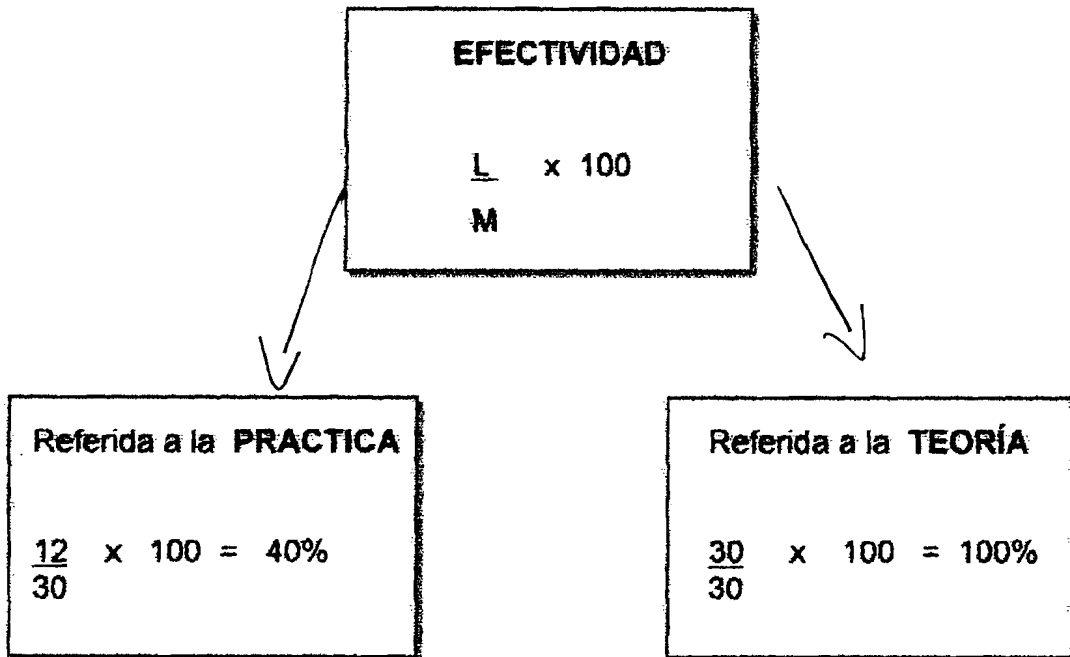 EFECTIVIDAD
L x 100
M
Referida a la PRACTICA
12 x 100 = 40%
30
Referida a la TEORÍA
30 x 100 = 100%
30